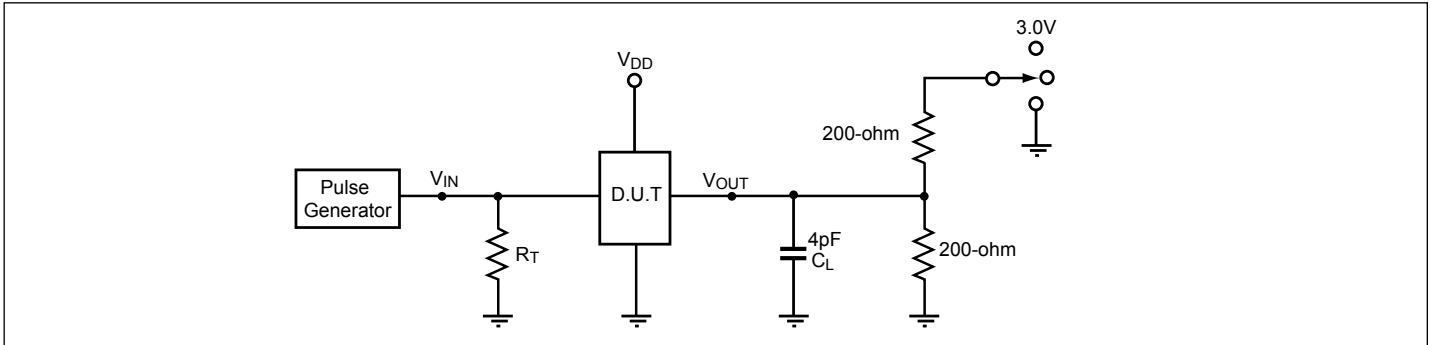 3.0V
VDD
200-ohm
Pulse
Generator
VIN
D.U.T
VOUT
RT
4pF
CL
200-ohm